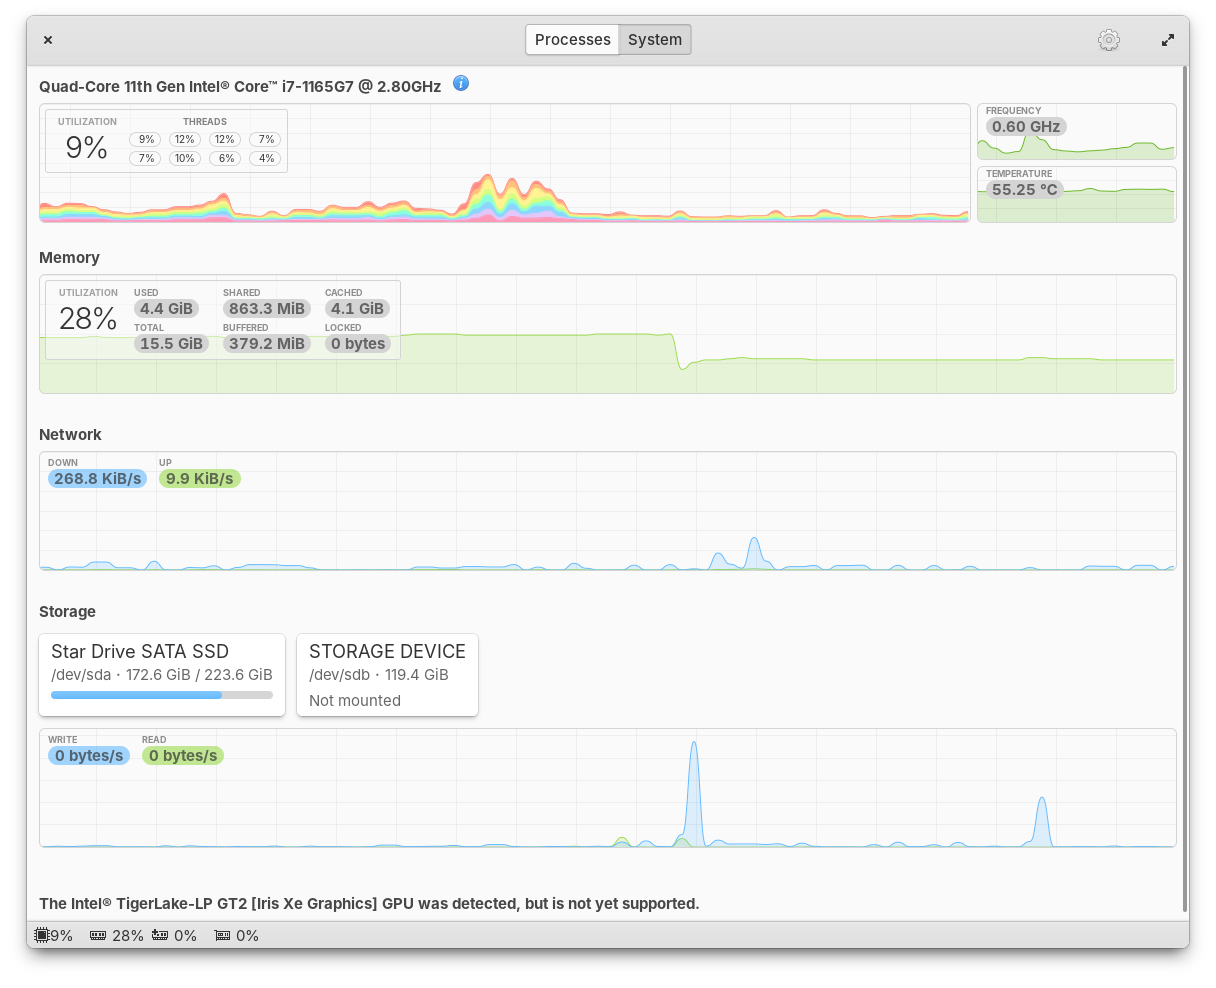 Processes System
Quad-Core 11th Gen Intel® Core™ i7-1165G7 @ 2.80GHz
UTILIZATION THREADS
9%
9% 12% 12% 7%
7% 10% 6% 4%
FREQUENCY
0.60 GHz
TEMPERATURE
55.25 °C
Memory
UTILIZATION
28%
USED SHARED CACHED
4.4 GiB 863.3 MiB 4.1 GiB
TOTAL BUFFERED LOCKED
15.5 GiB 379.2 MiB 0 bytes
Network
DOWN UP
268.8 KiB/s 9.9 KiB/s
Storage
Star Drive SATA SSD
/dev/sda · 172.6 GiB / 223.6 GiB
STORAGE DEVICE
/dev/sdb · 119.4 GiB
Not mounted
WRITE READ
0 bytes/s 0 bytes/s
The Intel® TigerLake-LP GT2 [Iris Xe Graphics] GPU was detected, but is not yet supported.
9% 28% 0% 0%